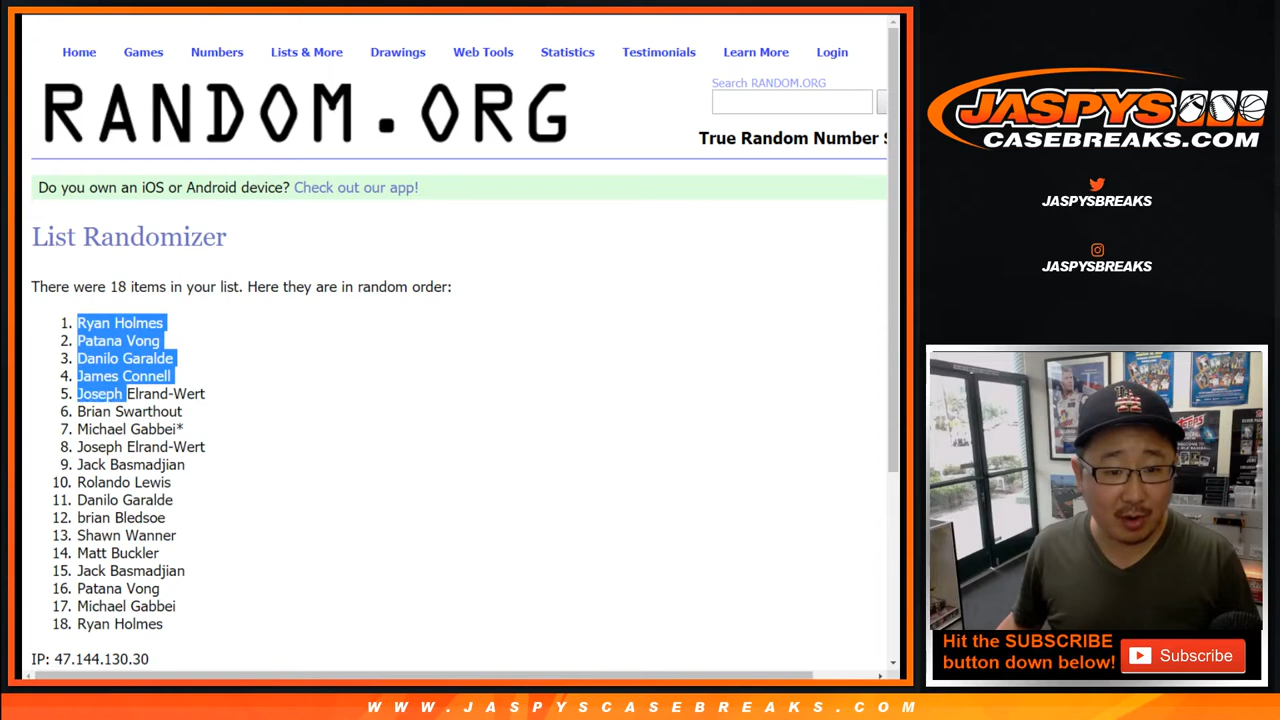 Home Games Numbers Lists & More Drawings Web Tools Statistics Testimonials Learn More Login
RANDOM.ORG
Search RANDOM.ORG
True Random Number S
Do you own an iOS or Android device? Check out our app!
List Randomizer
There were 18 items in your list. Here they are in random order:
1. Ryan Holmes
2. Patana Vong
3. Danilo Garalde
4. James Connell
5. Joseph Elrand-Wert
6. Brian Swarthout
7. Michael Gabbei*
8. Joseph Elrand-Wert
9. Jack Basmadjian
10. Rolando Lewis
11. Danilo Garalde
12. brian Bledsoe
13. Shawn Wanner
14. Matt Buckler
15. Jack Basmadjian
16. Patana Vong
17. Michael Gabbei
18. Ryan Holmes
IP: 47.144.130.30
JASPYS
CASEBREAKS.COM
JASPYSBREAKS
JASPYSBREAKS
topps
Hit the SUBSCRIBE
button down below!
Subscribe
WWW.JASPYSCASEBREAKS.COM